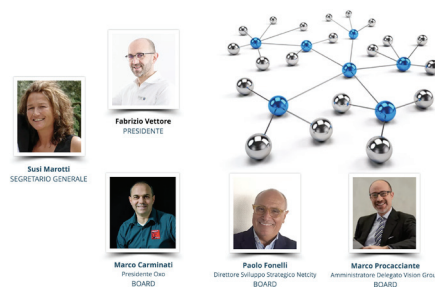 Fabrizio Vettore
PRESIDENTE
Susi Marotti
SEGRETARIO GENERALE
Marco Carminati
Presidente Oxo
BOARD
Paolo Fonelli
Direttore Sviluppo Strategico Netcity
BOARD
Marco Procacciante
Amministratore Delegato Vision Group
BOARD